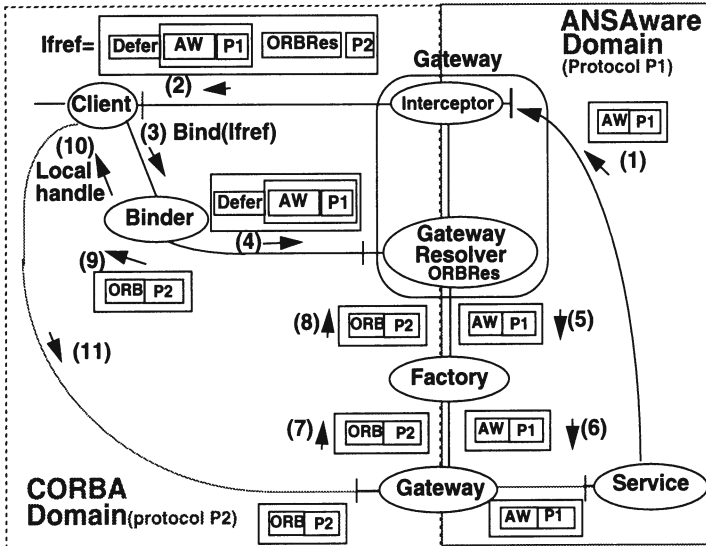 Ifref=
Defer AW P1 ORBRes P2
ANSAware
Domain
(Protocol P1)
Gateway
(2)
Client
Interceptor
AW P1
(1)
(3) Bind(Ifref)
(10)
Local
handle
Defer AW P1
Binder
(4)
Gateway
Resolver
ORBRes
(9)
ORB P2
(8)
ORB P2
AW P1
(5)
(11)
Factory
(7)
ORB P2
AW P1
(6)
CORBA
Domain(protocol P2)
Gateway
Service
ORB P2
AW P1